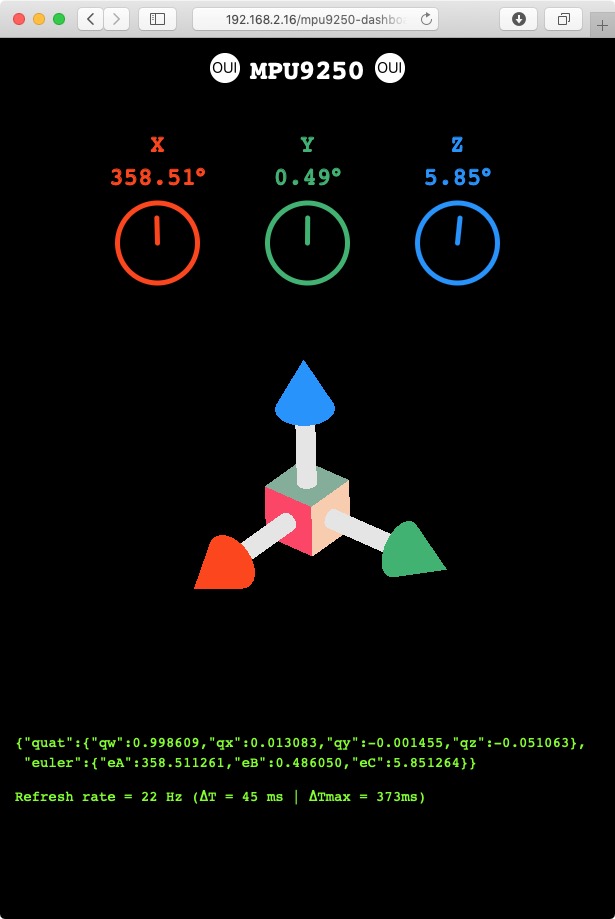 192.168.2.16/mpu9250-dashbo
OUI MPU9250 OUI
X Y Z
358.51° 0.49° 5.85°
{"quat":{"qw":0.998609,"qx":0.013083,"qy":-0.001455,"qz":-0.051063},
"euler":{"eA":358.511261,"eB":0.486050,"eC":5.851264}}
Refresh rate = 22 Hz (ΔT = 45 ms | ΔTmax = 373ms)